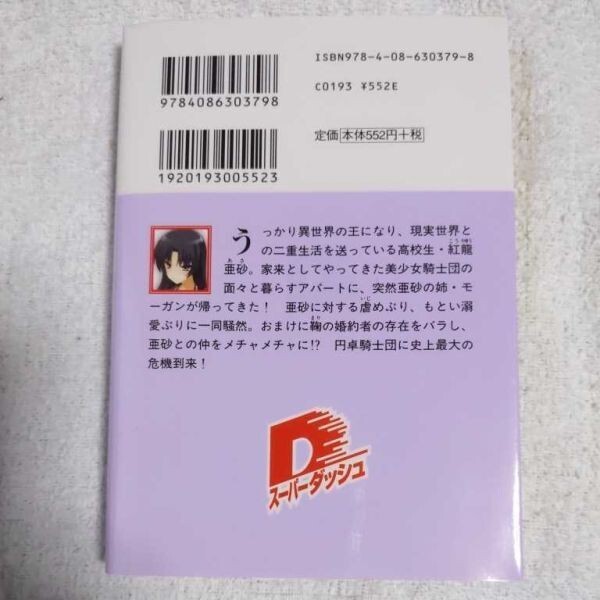 ISBN978-4-08-630379-8
C0193 ¥552E
9784086303798
定価 本体552円+税
1920193005523
うっかり異世界の王になり、現実世界と
の二重生活を送っている高校生・紅龍
亜砂。家来としてやってきた美少女騎士団の
面々と暮らすアパートに、突然亜砂の姉・モ
ーガンが帰ってきた! 亜砂に対する虐めぶり、もとい溺
愛ぶりに一同騒然。おまけに鞠の婚約者の存在をバラし、
亜砂との仲をメチャメチャに!? 円卓騎士団に史上最大の
危機到来!
D
スーパーダッシュ